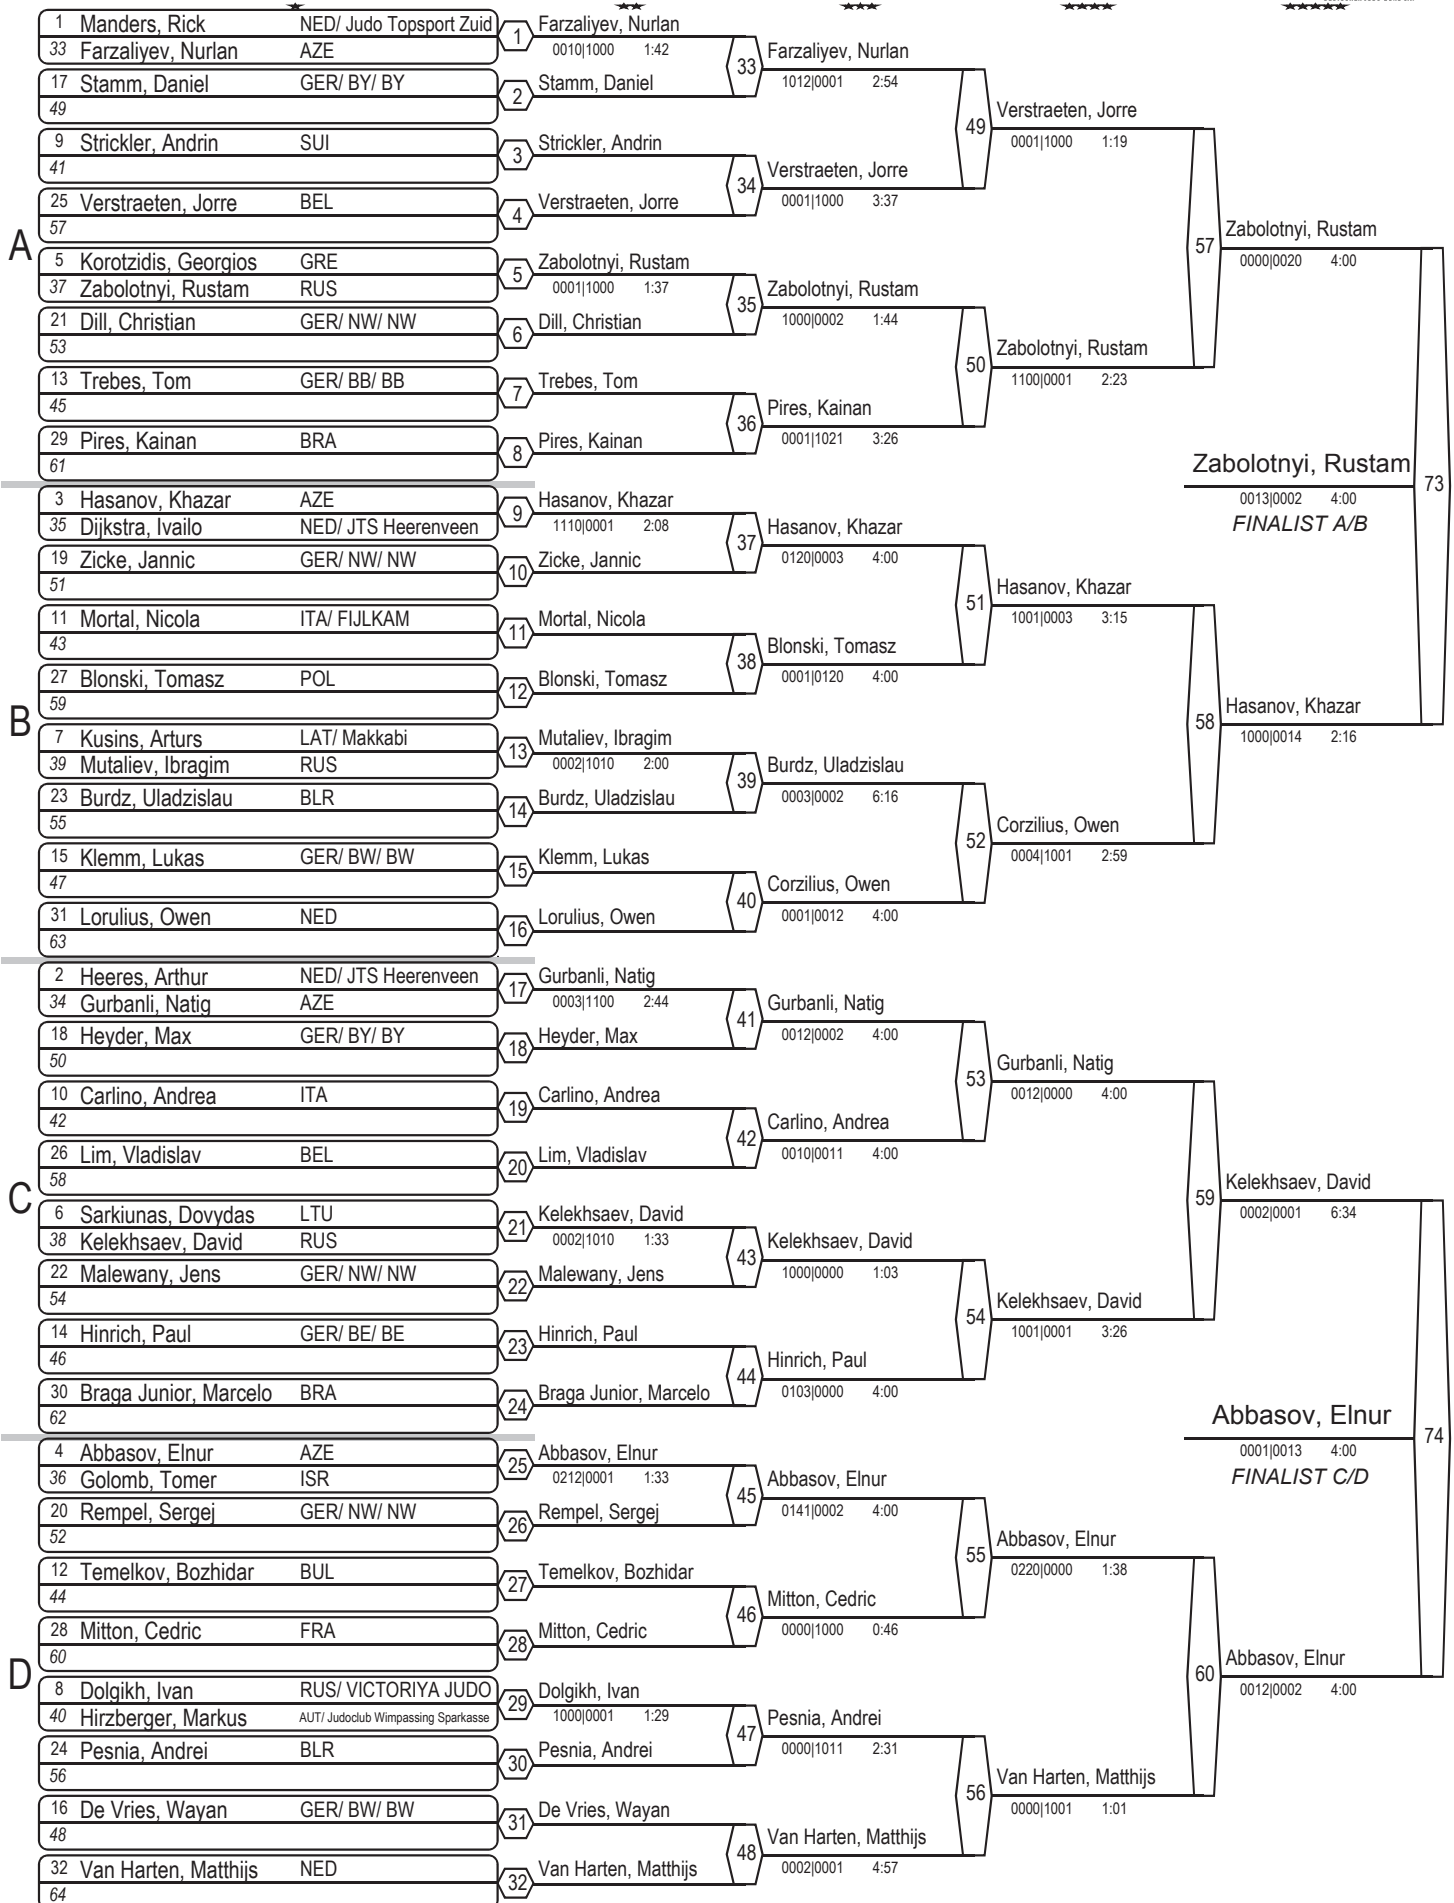 1 Manders, Rick NED/ Judo Topsport Zuid
33 Farzaliyev, Nurlan AZE
17 Stamm, Daniel GER/ BY/ BY
49
9 Strickler, Andrin SUI
41
25 Verstraeten, Jorre BEL
57
A
5 Korotzidis, Georgios GRE
37 Zabolotnyi, Rustam RUS
21 Dill, Christian GER/ NW/ NW
53
13 Trebes, Tom GER/ BB/ BB
45
29 Pires, Kainan BRA
61
3 Hasanov, Khazar AZE
35 Dijkstra, Ivailo NED/ JTS Heerenveen
19 Zicke, Jannic GER/ NW/ NW
51
11 Mortal, Nicola ITA/ FIJLKAM
43
27 Blonski, Tomasz POL
59
B
7 Kusins, Arturs LAT/ Makkabi
39 Mutaliev, Ibragim RUS
23 Burdz, Uladzislau BLR
55
15 Klemm, Lukas GER/ BW/ BW
47
31 Lorulius, Owen NED
63
2 Heeres, Arthur NED/ JTS Heerenveen
34 Gurbanli, Natig AZE
18 Heyder, Max GER/ BY/ BY
50
10 Carlino, Andrea ITA
42
26 Lim, Vladislav BEL
58
C
6 Sarkiunas, Dovydas LTU
38 Kelekhsaev, David RUS
22 Malewany, Jens GER/ NW/ NW
54
14 Hinrich, Paul GER/ BE/ BE
46
30 Braga Junior, Marcelo BRA
62
4 Abbasov, Elnur AZE
36 Golomb, Tomer ISR
20 Rempel, Sergej GER/ NW/ NW
52
12 Temelkov, Bozhidar BUL
44
28 Mitton, Cedric FRA
60
D
8 Dolgikh, Ivan RUS/ VICTORIYA JUDO
40 Hirzberger, Markus AUT/ Judoclub Wimpassing Sparkasse
24 Pesnia, Andrei BLR
56
16 De Vries, Wayan GER/ BW/ BW
48
32 Van Harten, Matthijs NED
64
1 Farzaliyev, Nurlan
0010|1000 1:42
2 Stamm, Daniel
3 Strickler, Andrin
4 Verstraeten, Jorre
5 Zabolotnyi, Rustam
0001|1000 1:37
6 Dill, Christian
7 Trebes, Tom
8 Pires, Kainan
9 Hasanov, Khazar
1110|0001 2:08
10 Zicke, Jannic
11 Mortal, Nicola
12 Blonski, Tomasz
13 Mutaliev, Ibragim
0002|1010 2:00
14 Burdz, Uladzislau
15 Klemm, Lukas
16 Lorulius, Owen
17 Gurbanli, Natig
0003|1100 2:44
18 Heyder, Max
19 Carlino, Andrea
20 Lim, Vladislav
21 Kelekhsaev, David
0002|1010 1:33
22 Malewany, Jens
23 Hinrich, Paul
24 Braga Junior, Marcelo
25 Abbasov, Elnur
0212|0001 1:33
26 Rempel, Sergej
27 Temelkov, Bozhidar
28 Mitton, Cedric
29 Dolgikh, Ivan
1000|0001 1:29
30 Pesnia, Andrei
31 De Vries, Wayan
32 Van Harten, Matthijs
33 Farzaliyev, Nurlan
1012|0001 2:54
34 Verstraeten, Jorre
0001|1000 3:37
35 Zabolotnyi, Rustam
1000|0002 1:44
36 Pires, Kainan
0001|1021 3:26
37 Hasanov, Khazar
0120|0003 4:00
38 Blonski, Tomasz
0001|0120 4:00
39 Burdz, Uladzislau
0003|0002 6:16
40 Corzilius, Owen
0001|0012 4:00
41 Gurbanli, Natig
0012|0002 4:00
42 Carlino, Andrea
0010|0011 4:00
43 Kelekhsaev, David
1000|0000 1:03
44 Hinrich, Paul
0103|0000 4:00
45 Abbasov, Elnur
0141|0002 4:00
46 Mitton, Cedric
0000|1000 0:46
47 Pesnia, Andrei
0000|1011 2:31
48 Van Harten, Matthijs
0002|0001 4:57
49 Verstraeten, Jorre
0001|1000 1:19
50 Zabolotnyi, Rustam
1100|0001 2:23
51 Hasanov, Khazar
1001|0003 3:15
52 Corzilius, Owen
0004|1001 2:59
53 Gurbanli, Natig
0012|0000 4:00
54 Kelekhsaev, David
1001|0001 3:26
55 Abbasov, Elnur
0220|0000 1:38
56 Van Harten, Matthijs
0000|1001 1:01
57 Zabolotnyi, Rustam
0000|0020 4:00
58 Hasanov, Khazar
1000|0014 2:16
59 Kelekhsaev, David
0002|0001 6:34
60 Abbasov, Elnur
0012|0002 4:00
Zabolotnyi, Rustam 73
0013|0002 4:00
FINALIST A/B
Abbasov, Elnur 74
0001|0013 4:00
FINALIST C/D